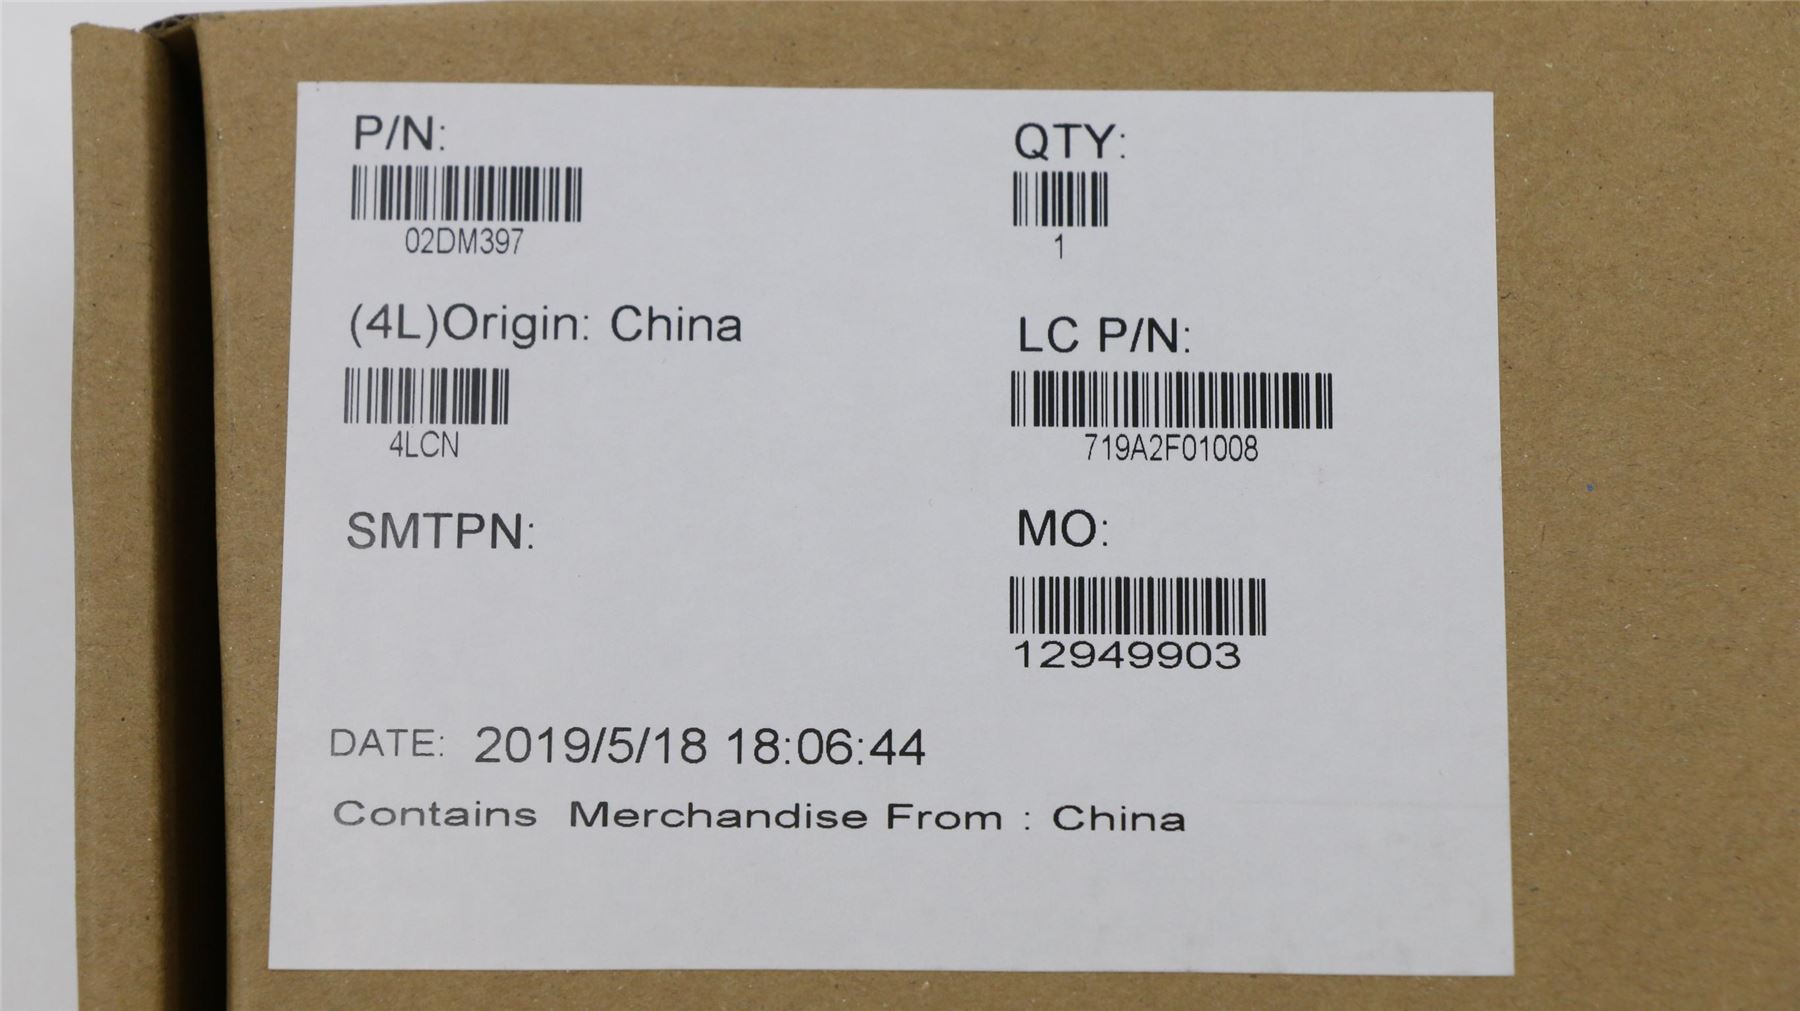 P/N:
02DM397
QTY:
1
(4L)Origin: China
4LCN
LC P/N:
719A2F01008
SMTPN:
MO:
12949903
DATE: 2019/5/18 18:06:44
Contains Merchandise From : China